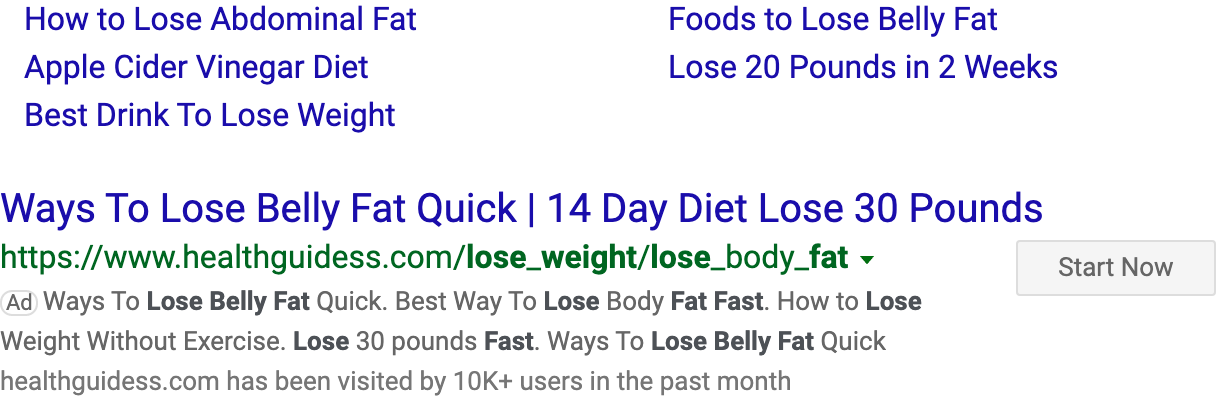 How to Lose Abdominal Fat
Foods to Lose Belly Fat
Apple Cider Vinegar Diet
Lose 20 Pounds in 2 Weeks
Best Drink To Lose Weight
Ways To Lose Belly Fat Quick | 14 Day Diet Lose 30 Pounds
https://www.healthguidess.com/lose_weight/lose_body_fat
Start Now
Ad Ways To Lose Belly Fat Quick. Best Way To Lose Body Fat Fast. How to Lose
Weight Without Exercise. Lose 30 pounds Fast. Ways To Lose Belly Fat Quick
healthguidess.com has been visited by 10K+ users in the past month